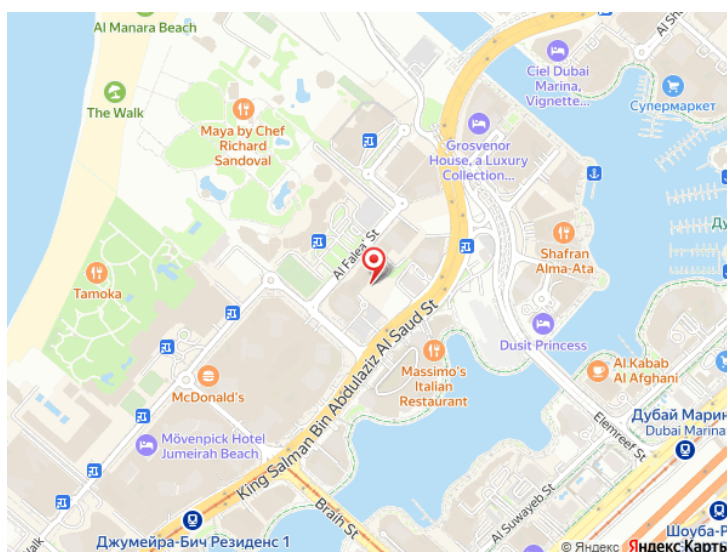 Al Manara Beach
The Walk
Maya by Chef
Richard
Sandoval
Ciel Dubai
Marina,
Vignette...
Супермаркет
Grosvenor
House, a Luxury
Collection...
Al Falea' St
Shafran
Alma-Ata
Tamoka
Dusit Princess
King Salman Bin Abdulaziz Al Saud St
Massimo's
Italian
Restaurant
Al Kabab
Al Afghani
McDonald's
Elemreef St
Дубай Марин
Dubai Marina
Mövenpick Hotel
Jumeirah Beach
Al Suwayeb St
Braih St
Walk
Джумейра-Бич Резиденс 1
Шоуба-Р
© Яндекс Яндекс Карты